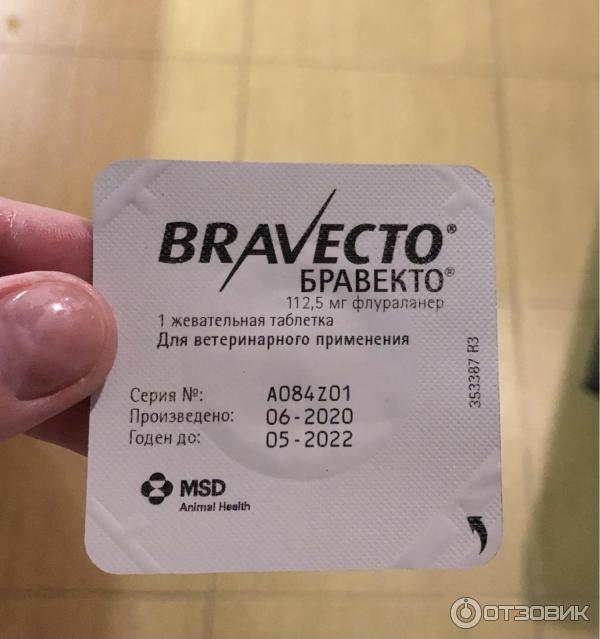 BRAVECTO®
БРАВЕКТО®
112,5 мг флураланер
1 жевательная таблетка
Для ветеринарного применения
Серия №: A084Z01
Произведено: 06-2020
Годен до: 05-2022
353387 R3
MSD
Animal Health
ОТЗОВИК